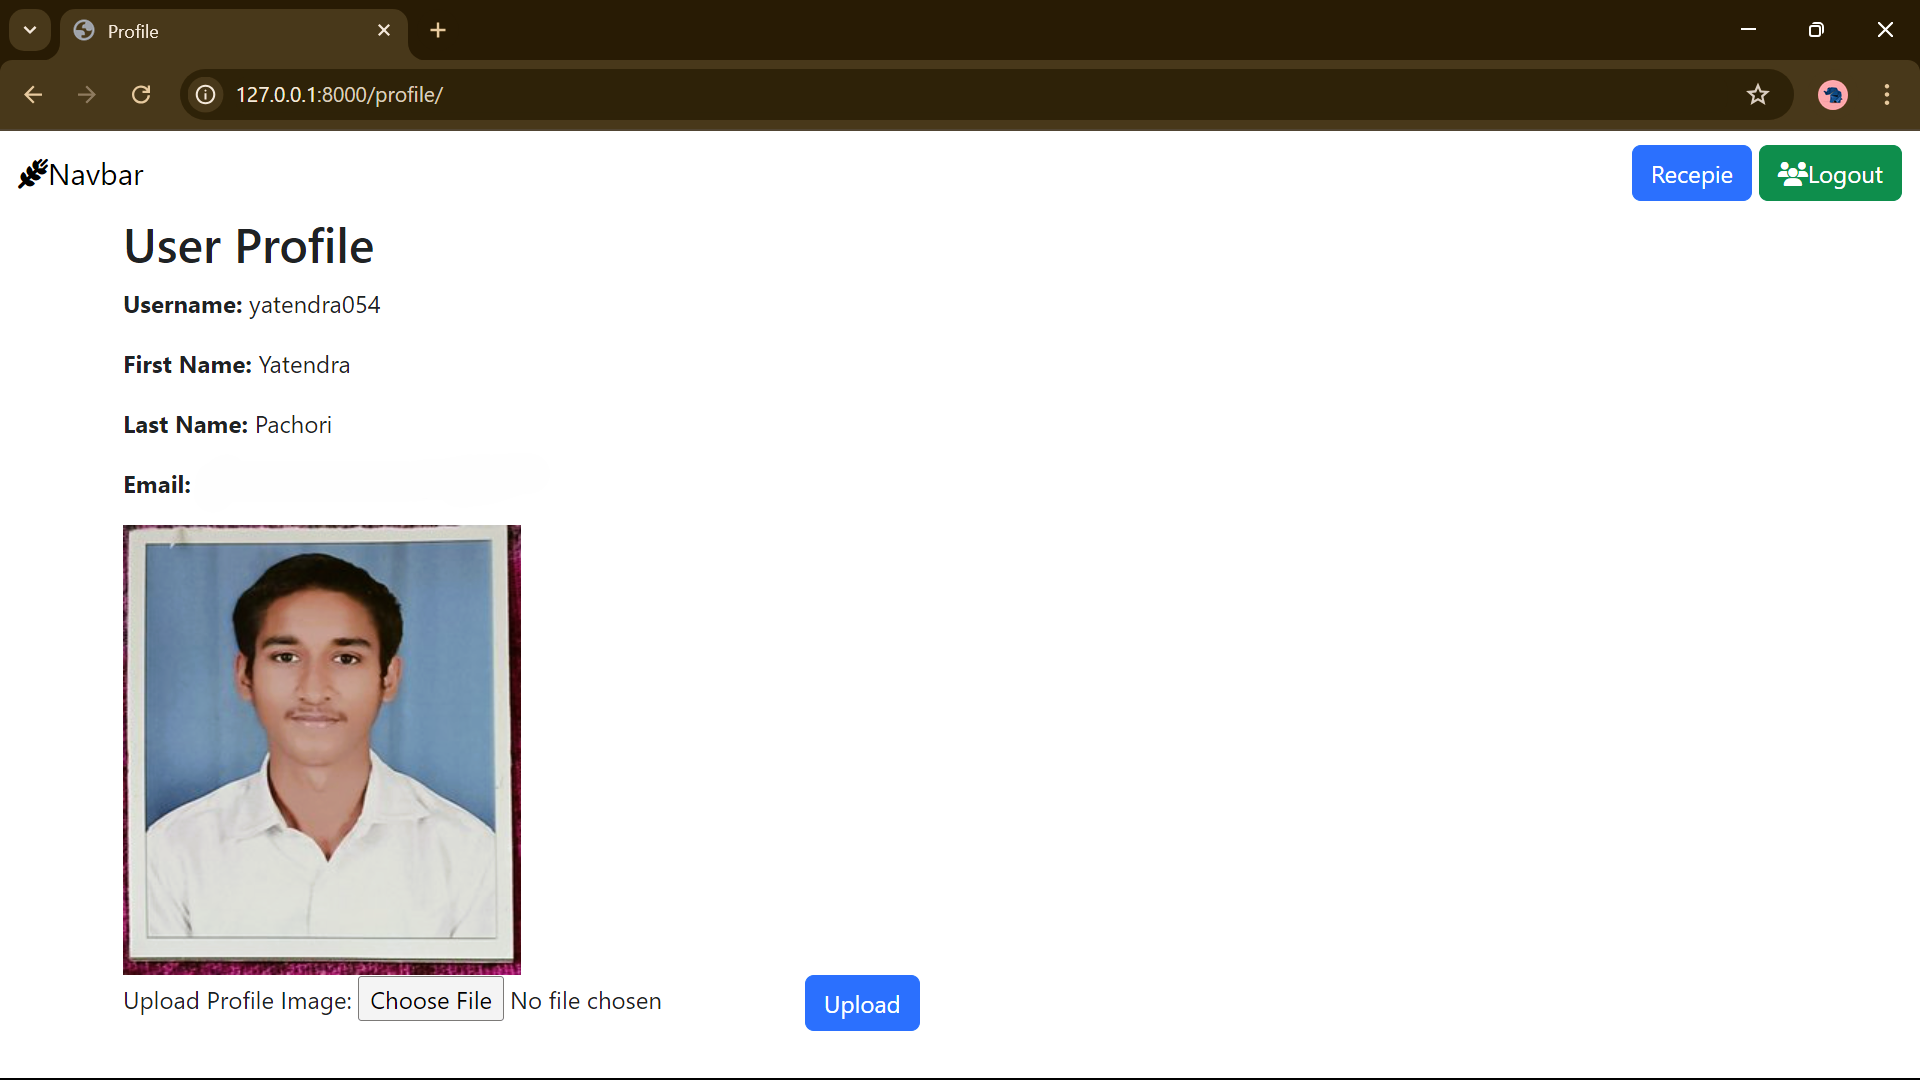 Profile
127.0.0.1:8000/profile/
Navbar
Recepie
Logout
User Profile
Username: yatendra054
First Name: Yatendra
Last Name: Pachori
Email:
Upload Profile Image: Choose File No file chosen
Upload